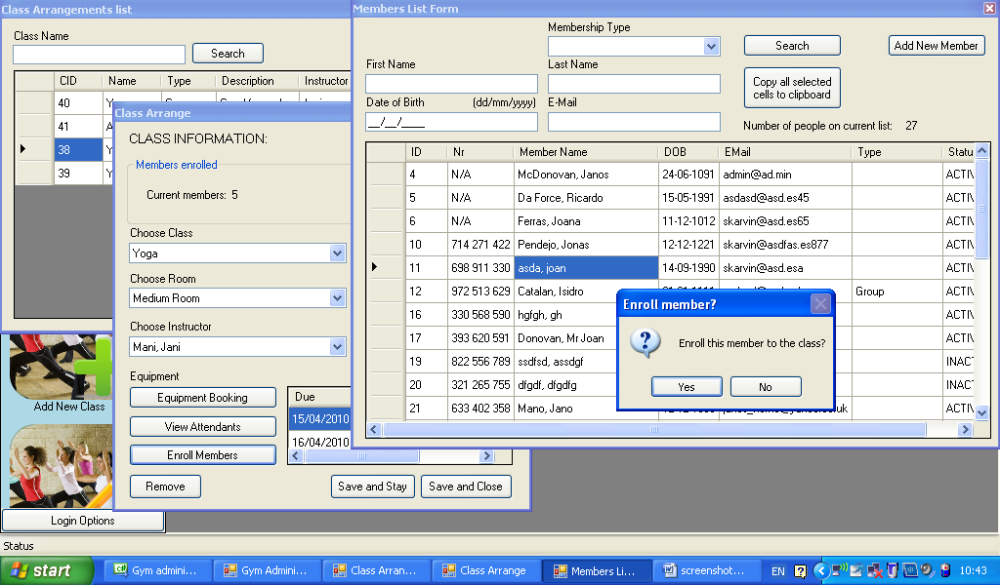 Class Arrangements list
Class Name
Search
CID Name Type Description Instructor
40
41
38
39
Add New Class
Login Options
Class Arrange
CLASS INFORMATION:
Members enrolled
Current members: 5
Choose Class
Yoga
Choose Room
Medium Room
Choose Instructor
Mani, Jani
Equipment
Equipment Booking
View Attendants
Enroll Members
Due
15/04/2010
16/04/2010
Remove
Save and Stay
Save and Close
Members List Form
Membership Type
Search
Add New Member
First Name
Last Name
Copy all selected
cells to clipboard
Date of Birth (dd/mm/yyyy)
E-Mail
__/__/____
Number of people on current list: 27
ID Nr Member Name DOB EMail Type Statu
4 N/A McDonovan, Janos 24-06-1091 admin@ad.min ACTIV
5 N/A Da Force, Ricardo 15-05-1991 asdasd@asd.es45 ACTIV
6 N/A Ferras, Joana 11-12-1012 skarvin@asd.es65 ACTIV
10 714 271 422 Pendejo, Jonas 12-12-1221 skarvin@asdfas.es877 ACTIV
11 698 911 330 asda, joan 14-09-1990 skarvin@asd.esa ACTIV
12 972 513 629 Catalan, Isidro Group ACTIV
16 330 568 590 hgfgh, gh ACTIV
17 393 620 591 Donovan, Mr Joan ACTIV
19 822 556 789 ssdfsd, assdgf INAC
20 321 265 755 dfgdf, dfgdfg INAC
21 633 402 358 Mano, Jano ACTIV
Enroll member?
Enroll this member to the class?
Yes
No
Status
start
Gym admini...
Gym Admini...
Class Arran...
Class Arrange
Members Li...
screenshot...
EN
10:43